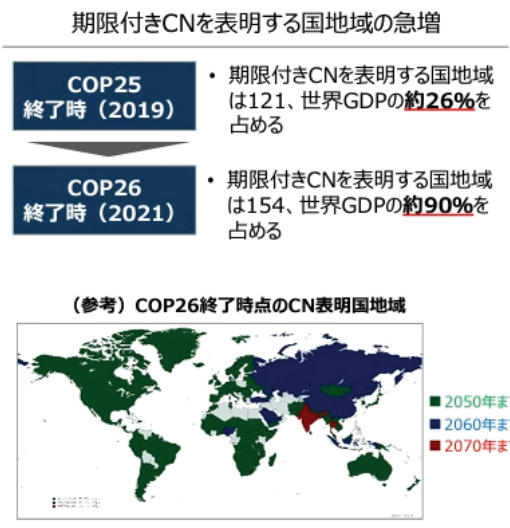 期限付きCNを表明する国地域の急増
COP25
終了時（2019）
• 期限付きCNを表明する国地域
は121、世界GDPの約26%を
占める
COP26
終了時（2021）
• 期限付きCNを表明する国地域
は154、世界GDPの約90%を
占める
（参考）COP26終了時点のCN表明国地域
■2050年ま
■2060年ま
■2070年ま